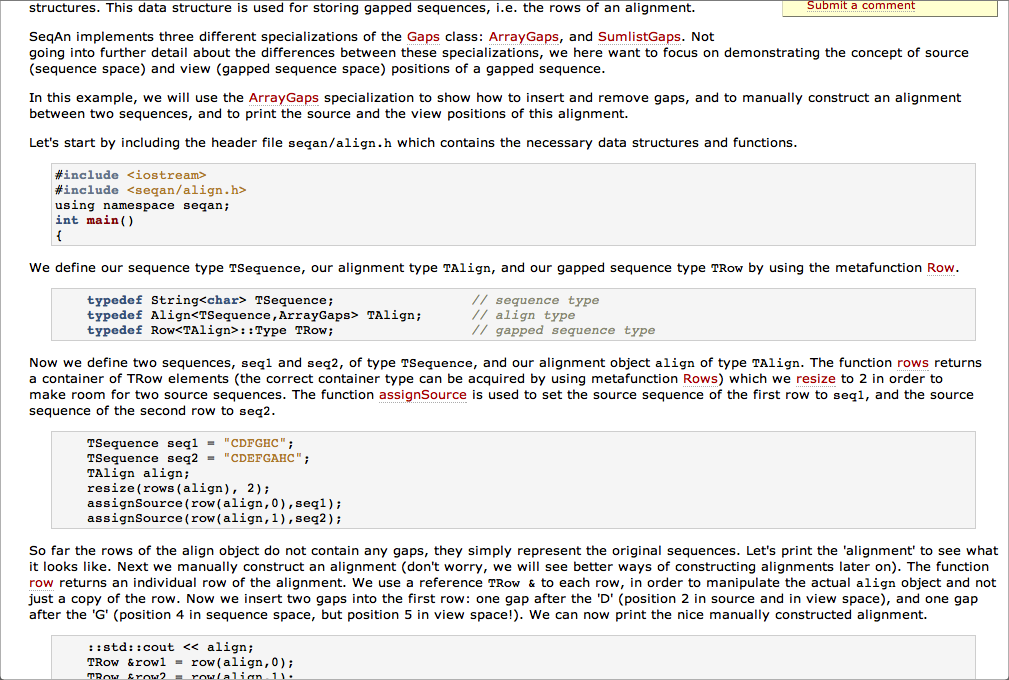 structures. This data structure is used for storing gapped sequences, i.e. the rows of an alignment.
Submit a comment
SeqAn implements three different specializations of the Gaps class: ArrayGaps, and SumlistGaps. Not
going into further detail about the differences between these specializations, we here want to focus on demonstrating the concept of source
(sequence space) and view (gapped sequence space) positions of a gapped sequence.
In this example, we will use the ArrayGaps specialization to show how to insert and remove gaps, and to manually construct an alignment
between two sequences, and to print the source and the view positions of this alignment.
Let's start by including the header file seqan/align.h which contains the necessary data structures and functions.
#include <iostream>
#include <seqan/align.h>
using namespace seqan;
int main()
{
We define our sequence type TSequence, our alignment type TAlign, and our gapped sequence type TRow by using the metafunction Row.
typedef String<char> TSequence; // sequence type
typedef Align<TSequence,ArrayGaps> TAlign; // align type
typedef Row<TAlign>::Type TRow; // gapped sequence type
Now we define two sequences, seq1 and seq2, of type TSequence, and our alignment object align of type TAlign. The function rows returns
a container of TRow elements (the correct container type can be acquired by using metafunction Rows) which we resize to 2 in order to
make room for two source sequences. The function assignSource is used to set the source sequence of the first row to seq1, and the source
sequence of the second row to seq2.
TSequence seq1 = "CDFGHC";
TSequence seq2 = "CDEFGAHC";
TAlign align;
resize(rows(align), 2);
assignSource(row(align,0),seq1);
assignSource(row(align,1),seq2);
So far the rows of the align object do not contain any gaps, they simply represent the original sequences. Let's print the 'alignment' to see what
it looks like. Next we manually construct an alignment (don't worry, we will see better ways of constructing alignments later on). The function
row returns an individual row of the alignment. We use a reference TRow & to each row, in order to manipulate the actual align object and not
just a copy of the row. Now we insert two gaps into the first row: one gap after the 'D' (position 2 in source and in view space), and one gap
after the 'G' (position 4 in sequence space, but position 5 in view space!). We can now print the nice manually constructed alignment.
::std::cout << align;
TRow &row1 = row(align,0);
TRow &row2 = row(align,1);